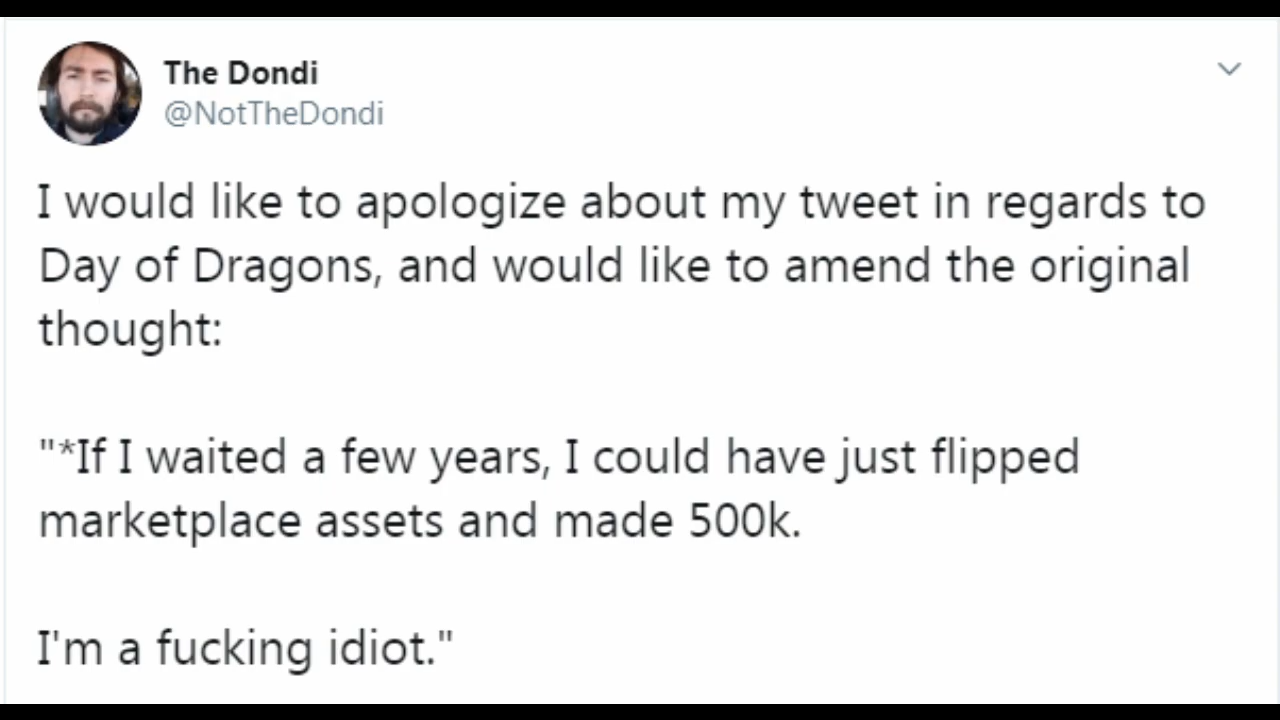 The Dondi
@NotTheDondi
I would like to apologize about my tweet in regards to
Day of Dragons, and would like to amend the original
thought:
"*If I waited a few years, I could have just flipped
marketplace assets and made 500k.
I'm a fucking idiot."